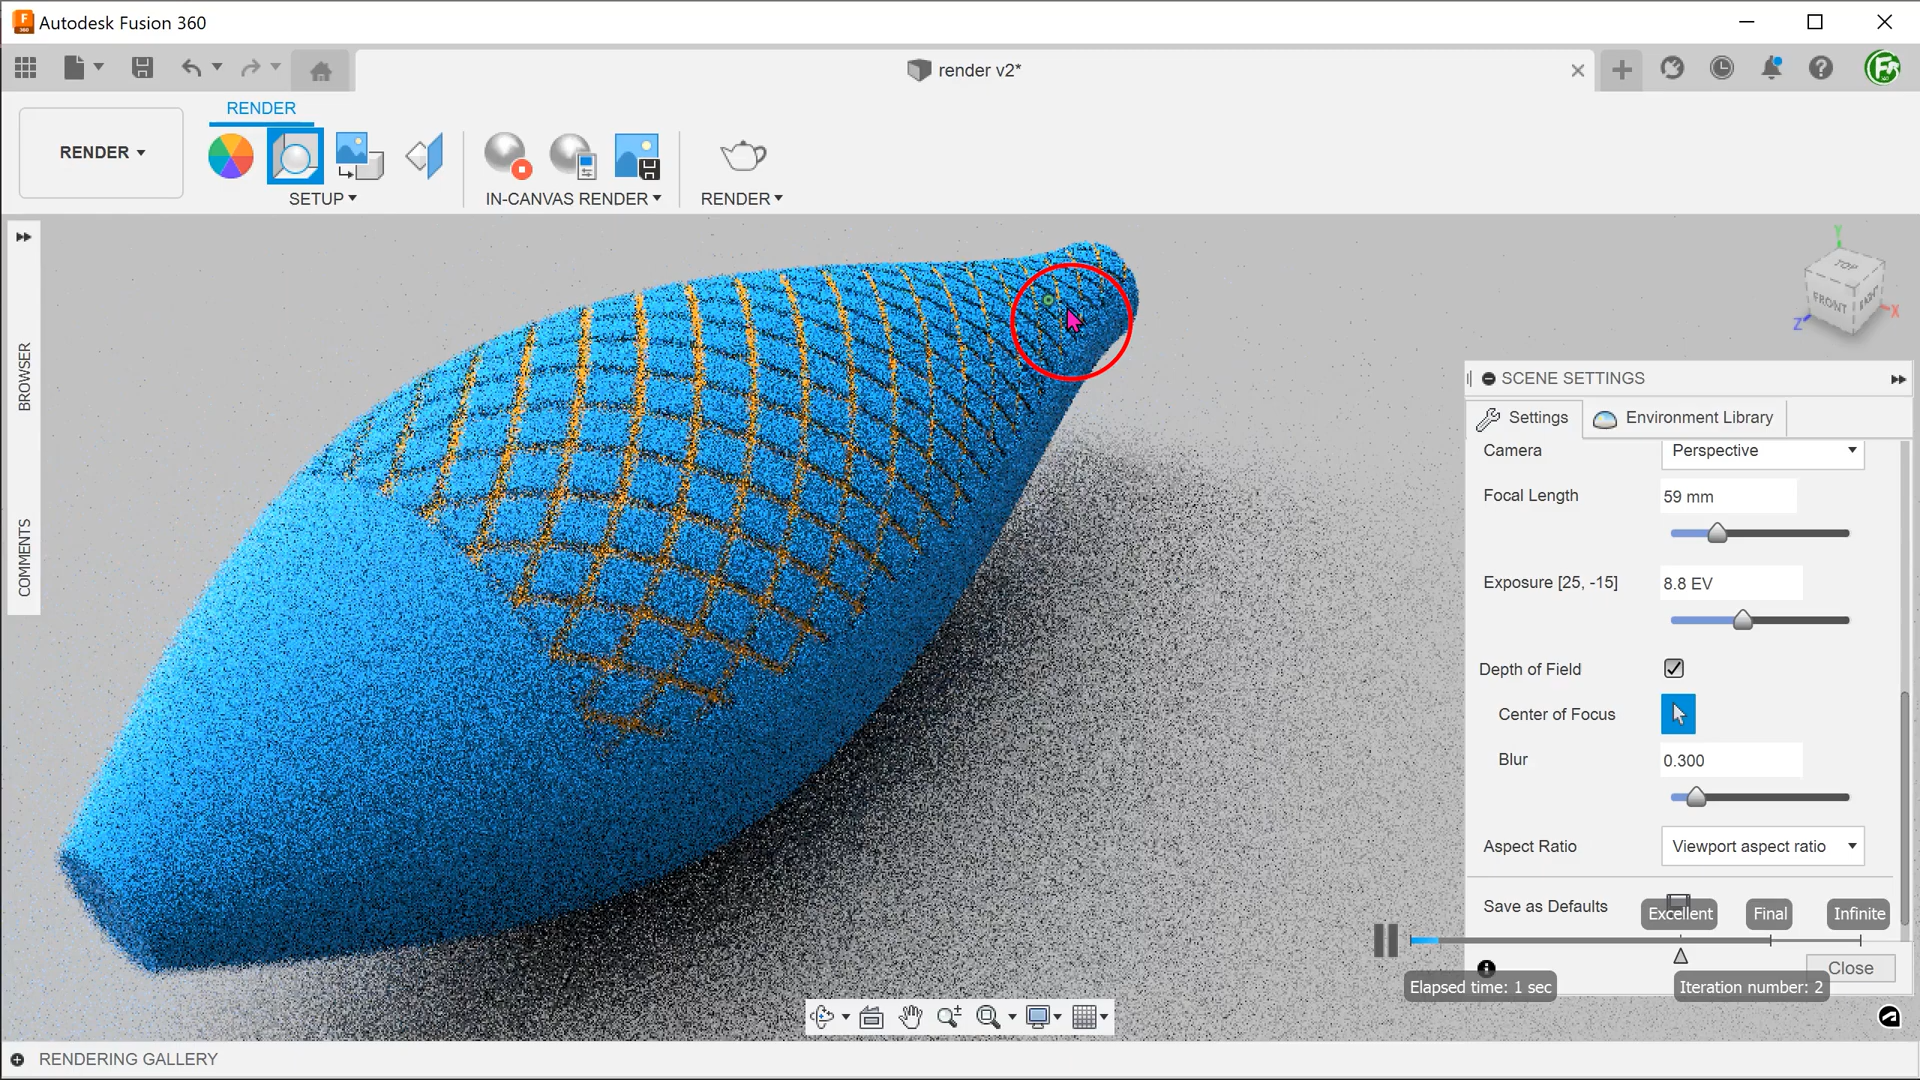 Autodesk Fusion 360
render v2*
RENDER
RENDER
SETUP
IN-CANVAS RENDER
RENDER
BROWSER
COMMENTS
TOP
FRONT
RIGHT
Y
X
Z
SCENE SETTINGS
Settings
Environment Library
Camera
Perspective
Focal Length
59 mm
Exposure [25, -15]
8.8 EV
Depth of Field
Center of Focus
Blur
0.300
Aspect Ratio
Viewport aspect ratio
Save as Defaults
Excellent
Final
Infinite
Close
Elapsed time: 1 sec
Iteration number: 2
RENDERING GALLERY